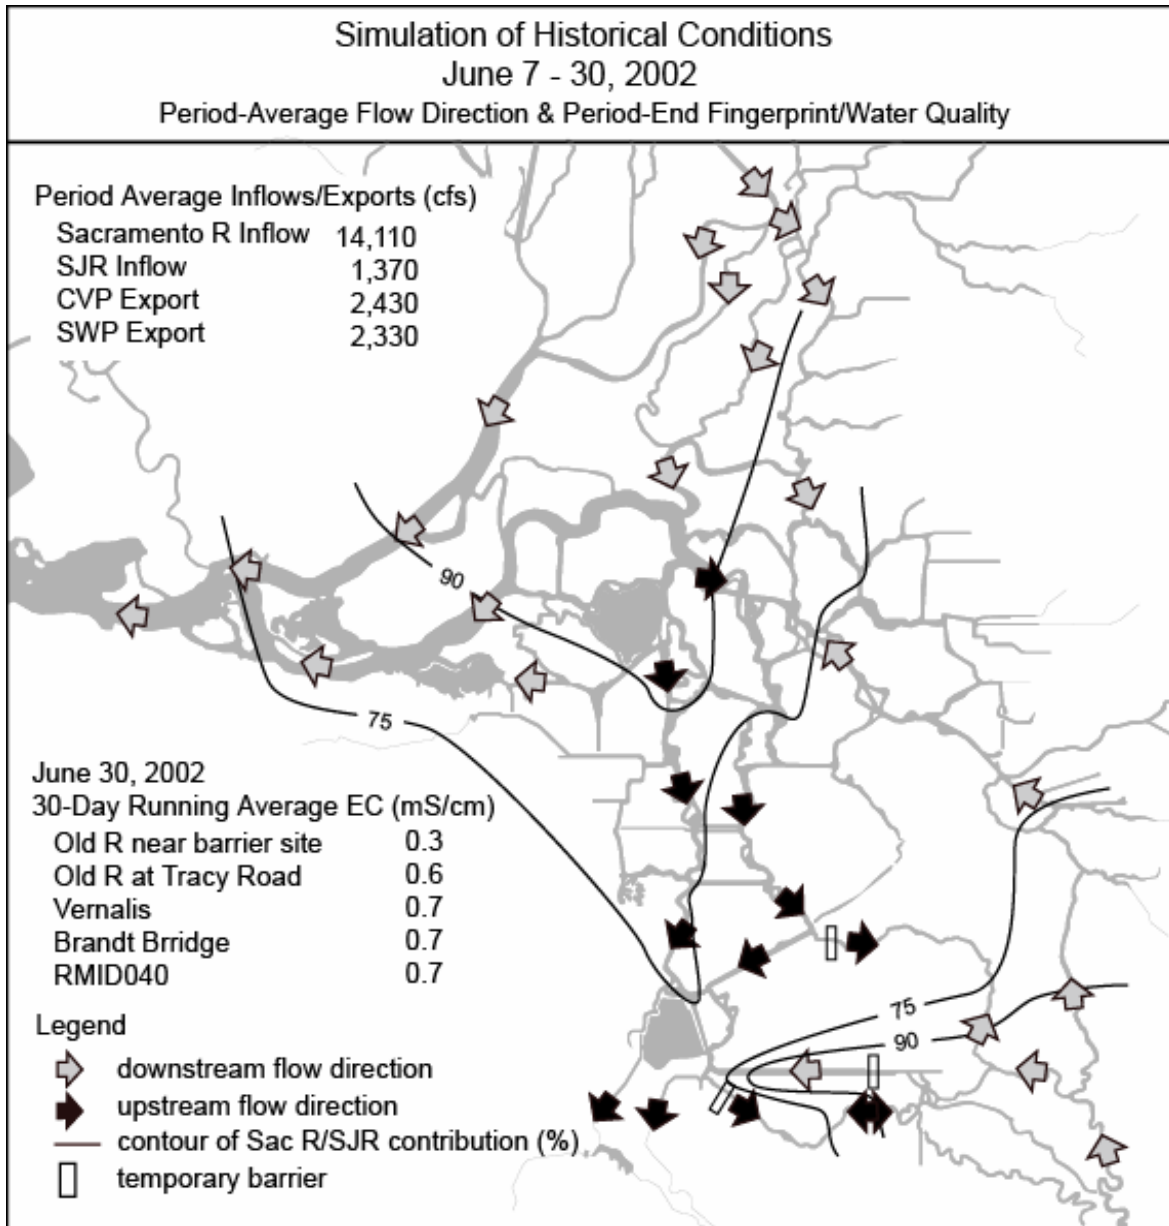 Simulation of Historical Conditions
June 7 - 30, 2002
Period-Average Flow Direction & Period-End Fingerprint/Water Quality
Period Average Inflows/Exports (cfs)
Sacramento R Inflow 14,110
SJR Inflow 1,370
CVP Export 2,430
SWP Export 2,330
90
75
June 30, 2002
30-Day Running Average EC (mS/cm)
Old R near barrier site 0.3
Old R at Tracy Road 0.6
Vernalis 0.7
Brandt Brridge 0.7
RMID040 0.7
75
90
Legend
downstream flow direction
upstream flow direction
contour of Sac R/SJR contribution (%)
temporary barrier